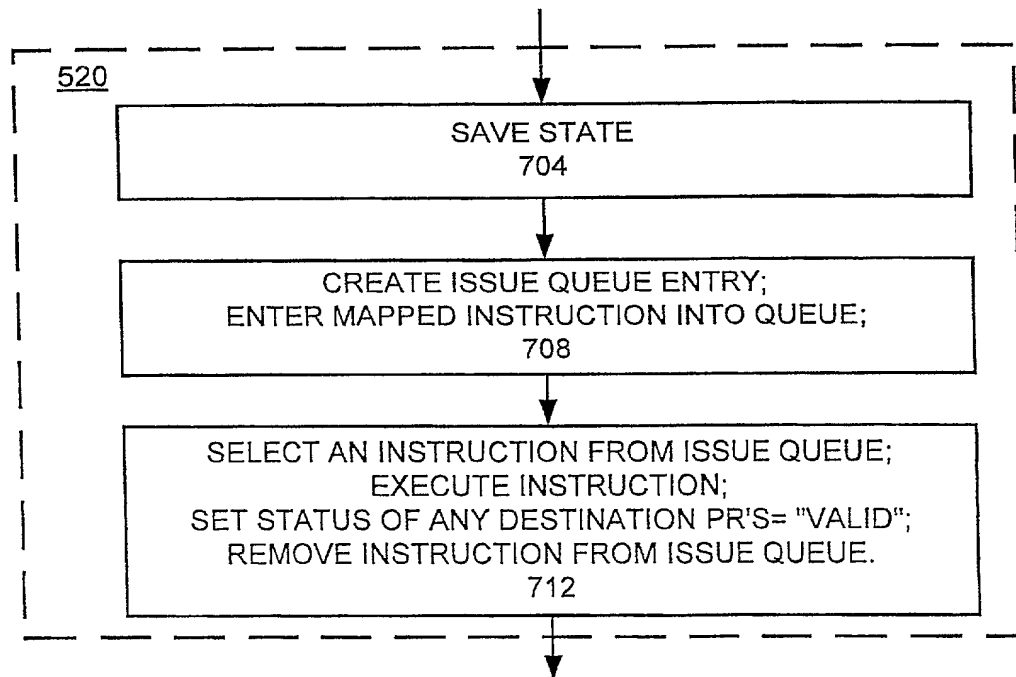 520
SAVE STATE
704
CREATE ISSUE QUEUE ENTRY;
ENTER MAPPED INSTRUCTION INTO QUEUE;
708
SELECT AN INSTRUCTION FROM ISSUE QUEUE;
EXECUTE INSTRUCTION;
SET STATUS OF ANY DESTINATION PR'S= "VALID";
REMOVE INSTRUCTION FROM ISSUE QUEUE.
712